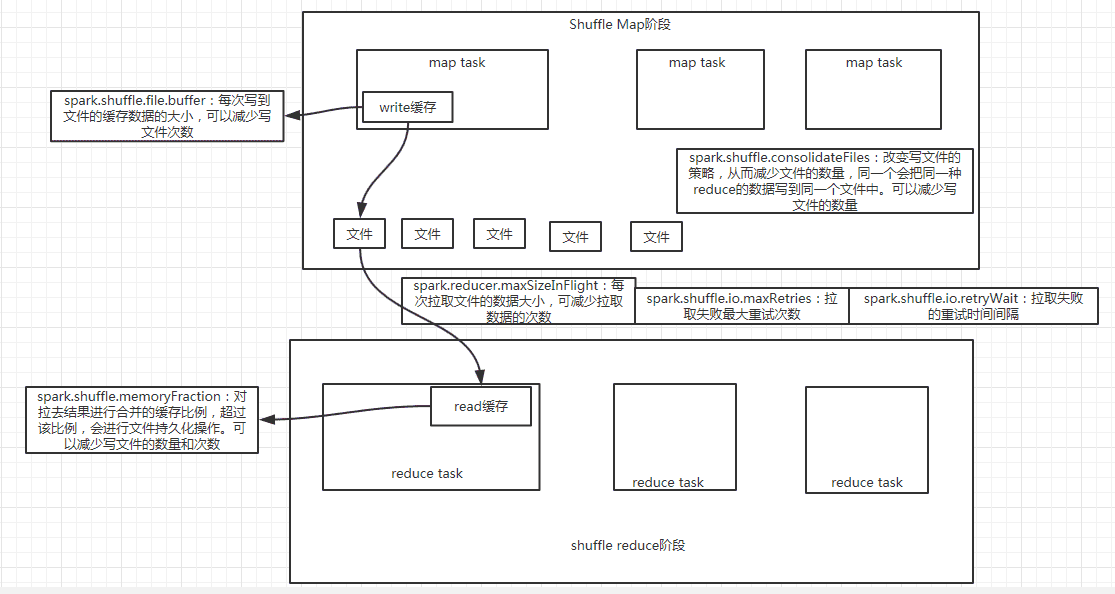 Shuffle Map阶段
map task
map task
map task
write缓存
spark.shuffle.file.buffer：每次写到
文件的缓存数据的大小，可以减少写
文件次数
spark.shuffle.consolidateFiles：改变写文件的
策略，从而减少文件的数量，同一个会把同一种
reduce的数据写到同一个文件中。可以减少写
文件的数量
文件
文件
文件
文件
文件
spark.reducer.maxSizeInFlight：每
次拉取文件的数据大小，可减少拉取
数据的次数
spark.shuffle.io.maxRetries：拉
取失败最大重试次数
spark.shuffle.io.retryWait：拉取失败
的重试时间间隔
spark.shuffle.memoryFraction：对
拉去结果进行合并的缓存比例，超过
该比例，会进行文件持久化操作。可
以减少写文件的数量和次数
read缓存
reduce task
reduce task
reduce task
shuffle reduce阶段